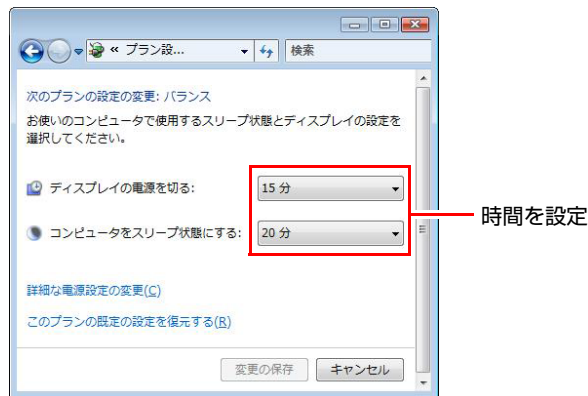 « プラン設...
検索
次のプランの設定の変更: バランス
お使いのコンピュータで使用するスリープ状態とディスプレイの設定を
選択してください。
ディスプレイの電源を切る: 15 分
時間を設定
コンピュータをスリープ状態にする: 20 分
詳細な電源設定の変更(C)
このプランの既定の設定を復元する(R)
変更の保存 キャンセル